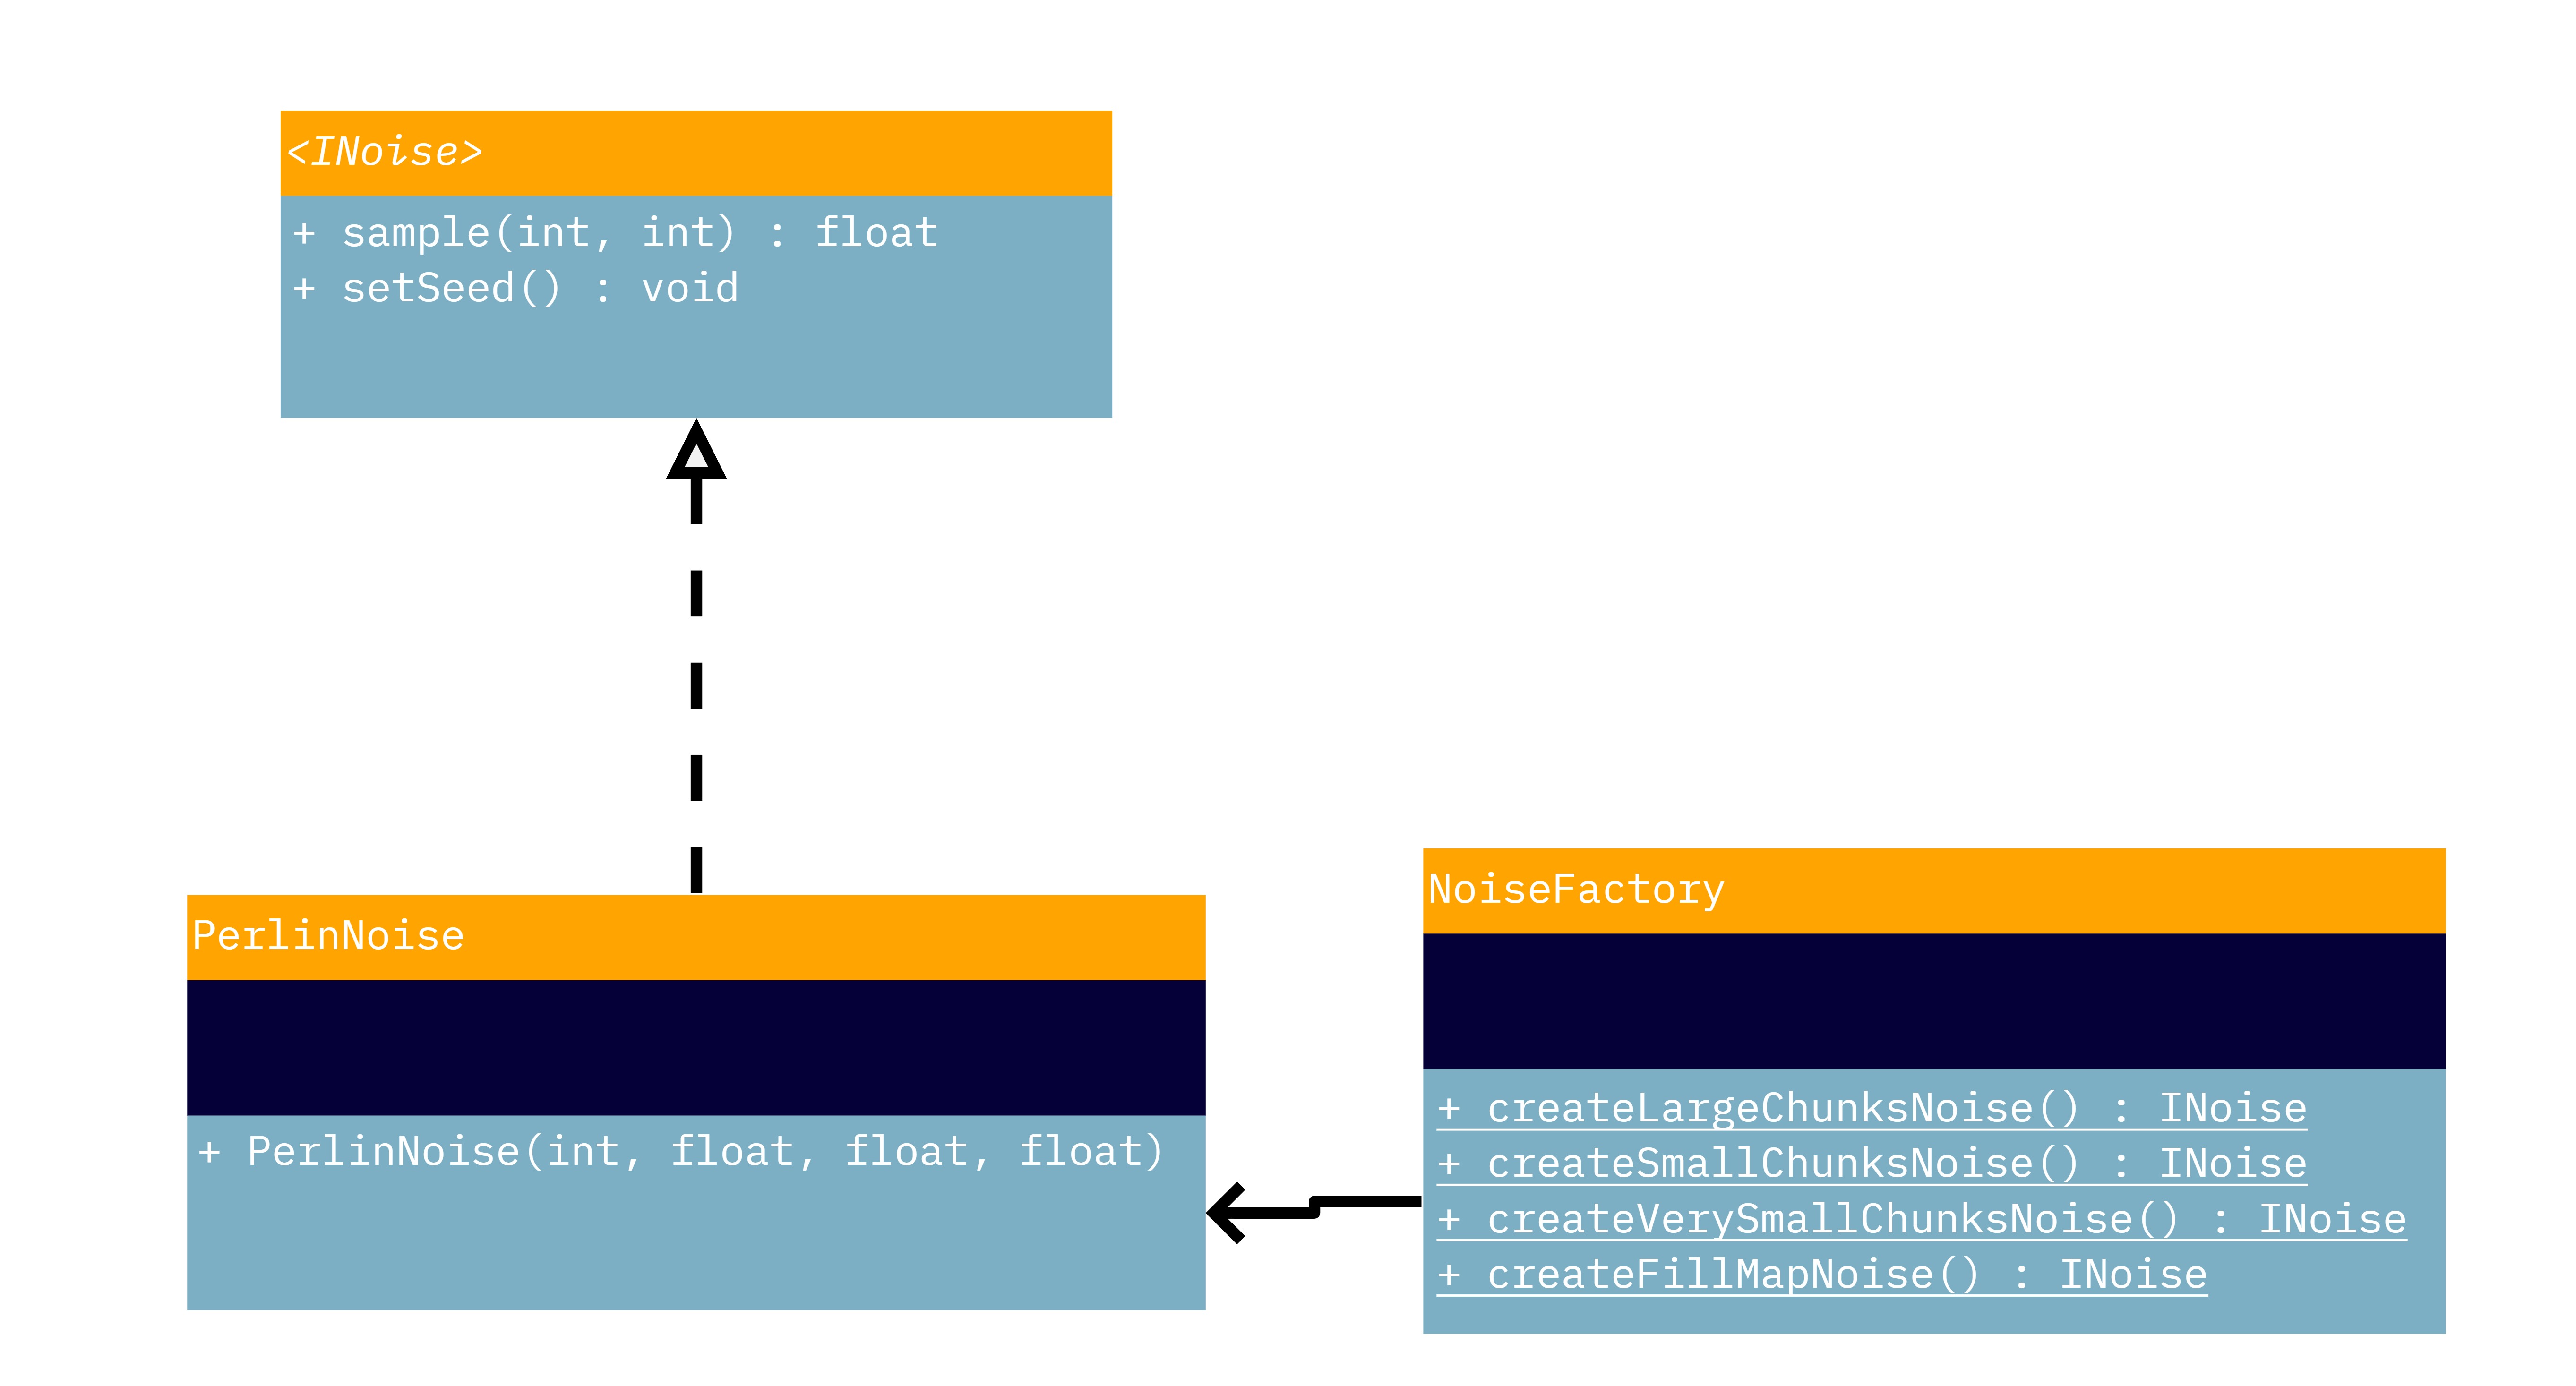 <INoise>
+ sample(int, int) : float
+ setSeed() : void
PerlinNoise
+ PerlinNoise(int, float, float, float)
NoiseFactory
+ createLargeChunksNoise() : INoise
+ createSmallChunksNoise() : INoise
+ createVerySmallChunksNoise() : INoise
+ createFillMapNoise() : INoise